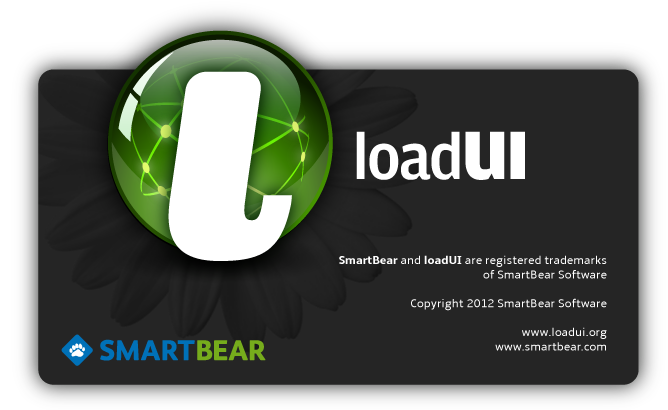 l
loadUI
SmartBear and loadUI are registered trademarks
of SmartBear Software
Copyright 2012 SmartBear Software
www.loadui.org
www.smartbear.com
SMARTBEAR